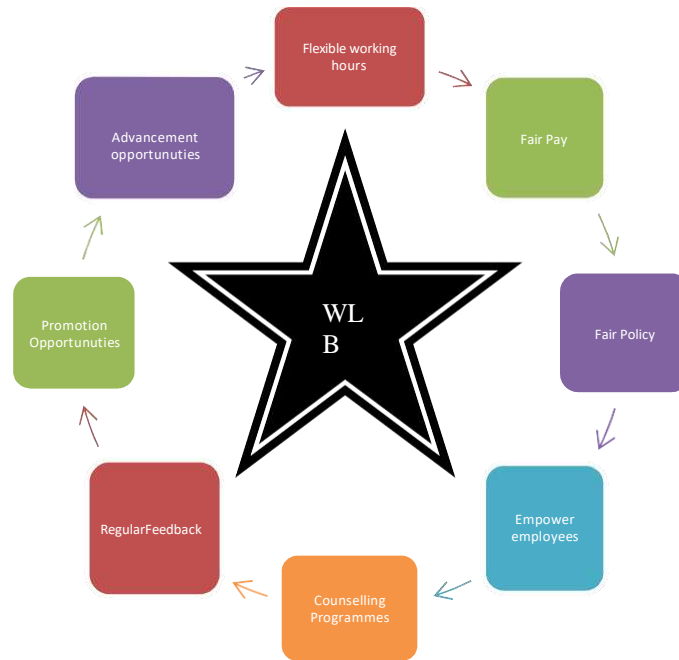 Flexible working
hours
Fair Pay
Fair Policy
Empower
employees
Counselling
Programmes
RegularFeedback
Promotion
Opportunuties
Advancement
opportunuties
WL
B